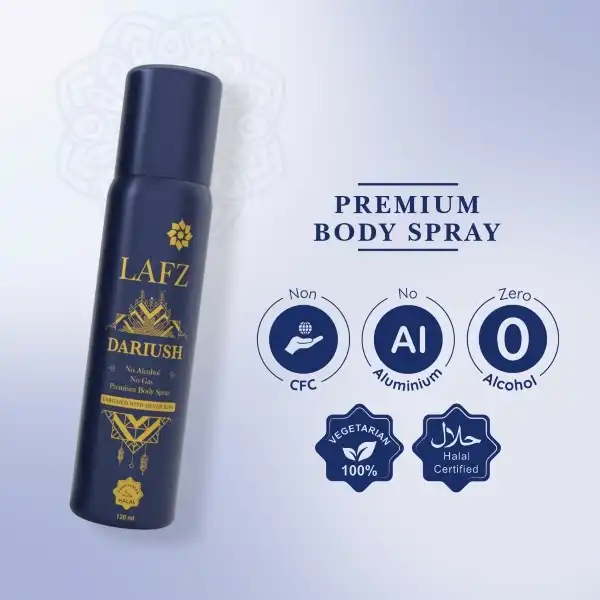 LAFZ
DARIUSH
No Alcohol
No Gas
Premium Body Spray
HALAL
120 ml
PREMIUM
BODY SPRAY
Non
CFC
No
Al
Aluminium
Zero
0
Alcohol
VEGETARIAN
100%
حلال
Halal
Certified